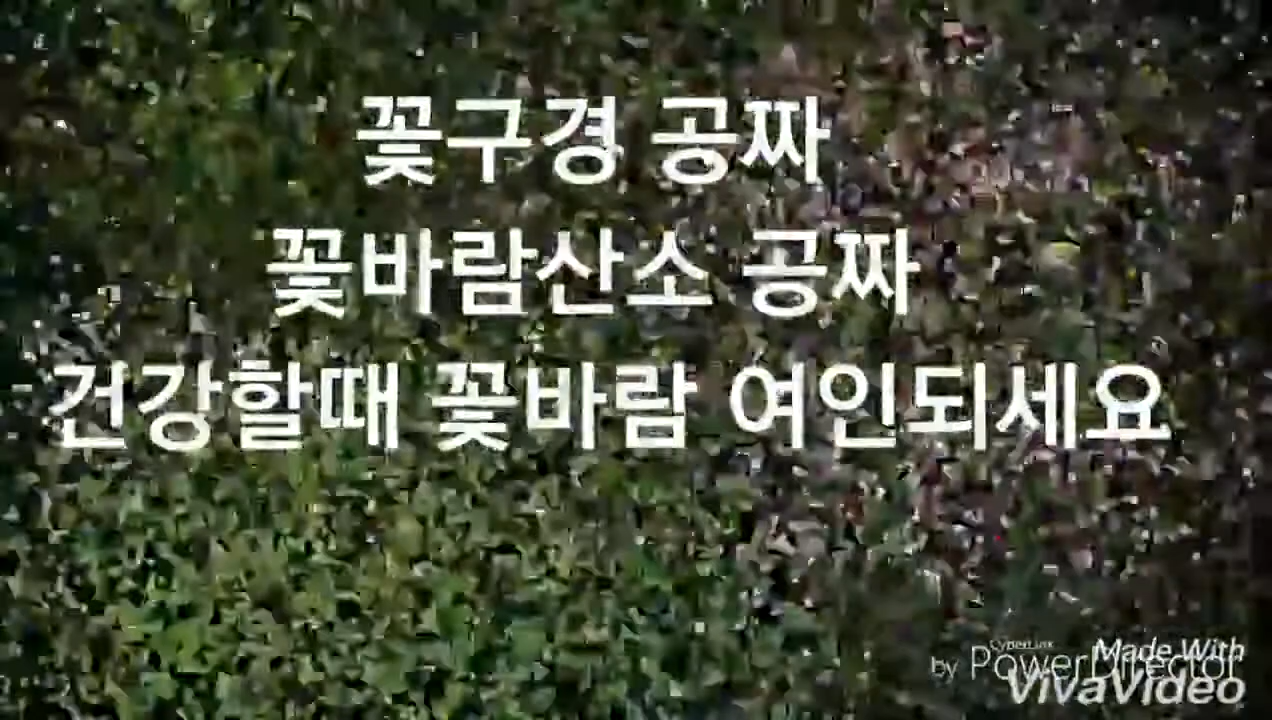 꽃구경 공짜
꽃바람산소 공짜
건강할때 꽃바람 여인되세요
CyberLink
by PowerDirector
Made With
VivaVideo